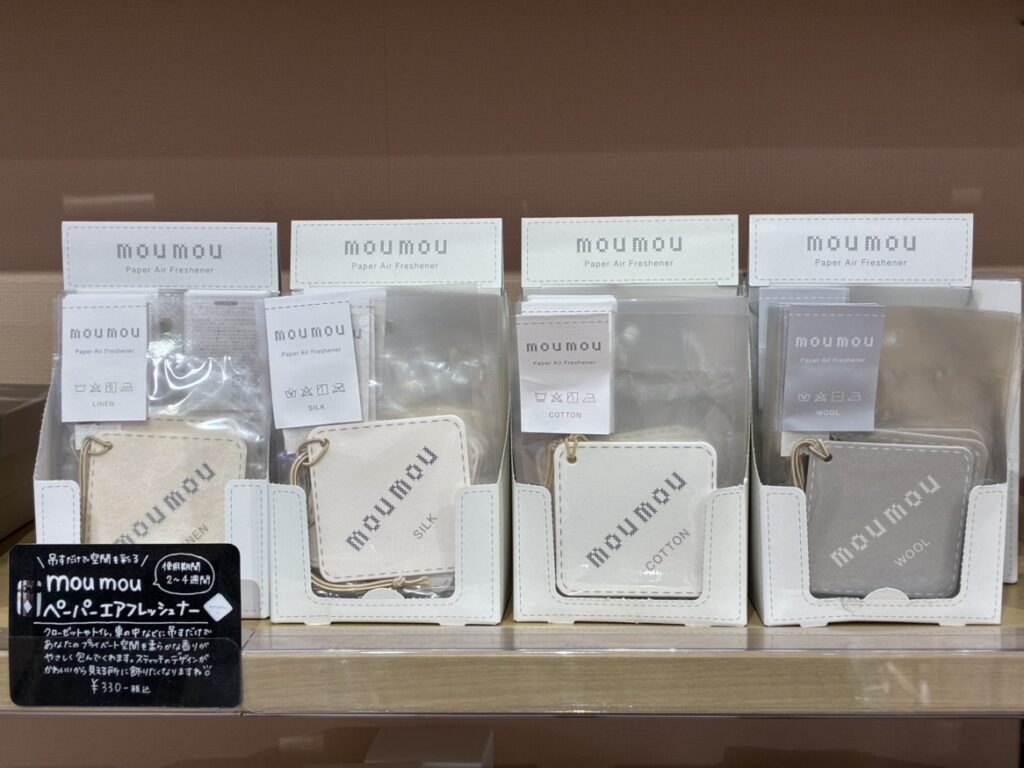 moumou
Paper Air Freshener
moumou
Paper Air Freshener
moumou
Paper Air Freshener
moumou
Paper Air Freshener
moumou
Paper Air Freshener
LINEN
moumou
Paper Air Freshener
SILK
moumou
Paper Air Freshener
COTTON
moumou
Paper Air Freshener
WOOL
moumou
LINEN
moumou
SILK
moumou
COTTON
moumou
WOOL
\吊すだけで空間を彩る/
moumou
使用期間
2〜4週間
ペーパーエアフレッシュナー
クローゼットやトイレ、車の中などに吊すだけで
あなたのプライベート空間を柔らかな香りが
やさしく包んでくれます。スティッチのデザインが
かわいいから見える所に飾りたくなりますね
¥330-税込